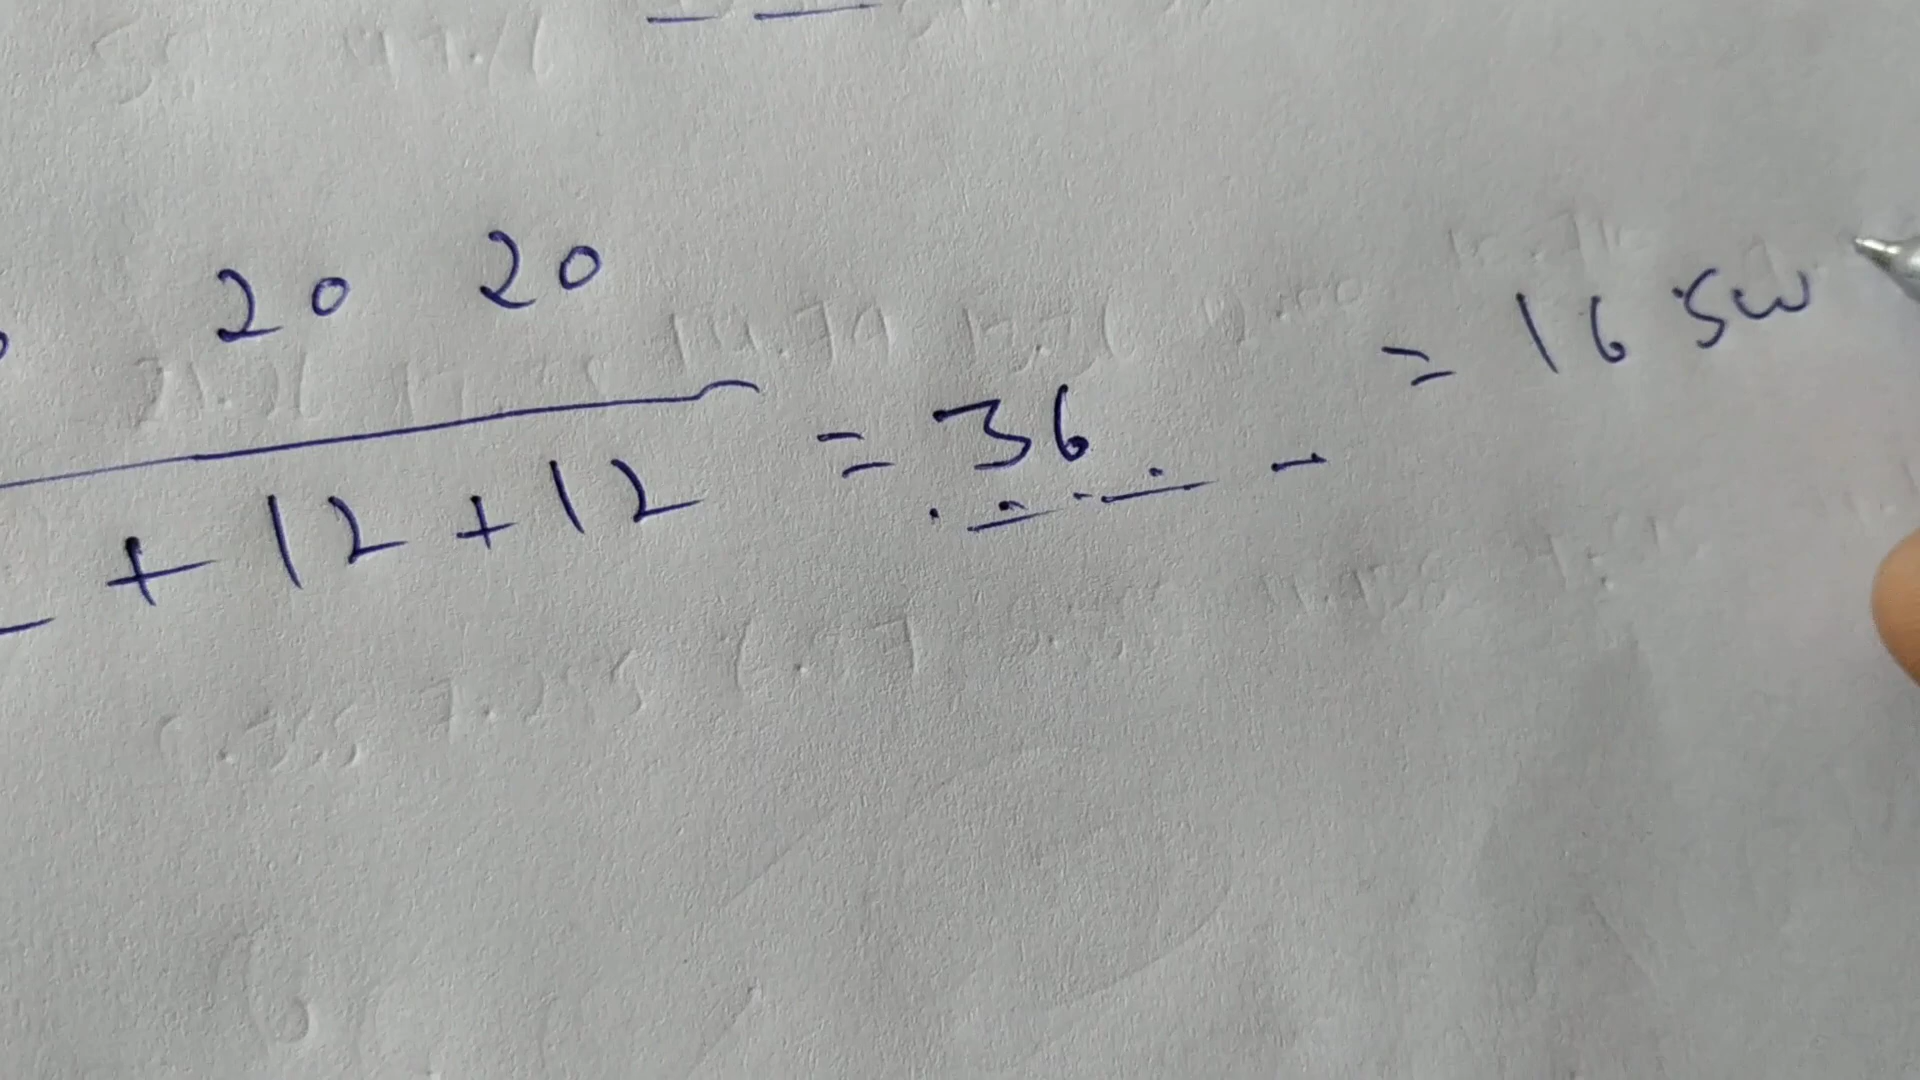 20 20
= 16 sw
+ 12 + 12 = 36